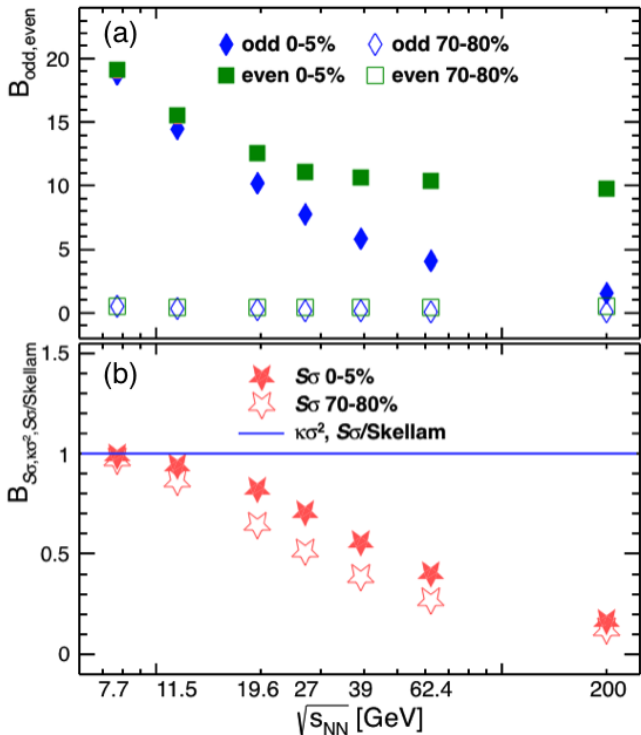 (a)
odd 0-5%
odd 70-80%
even 0-5%
even 70-80%
B_odd,even
20
15
10
5
0
(b)
Sσ 0-5%
Sσ 70-80%
κσ², Sσ/Skellam
B_Sσ,κσ²,Sσ/Skellam
1.5
1
0.5
0
7.7 11.5 19.6 27 39 62.4 200
√s_NN [GeV]